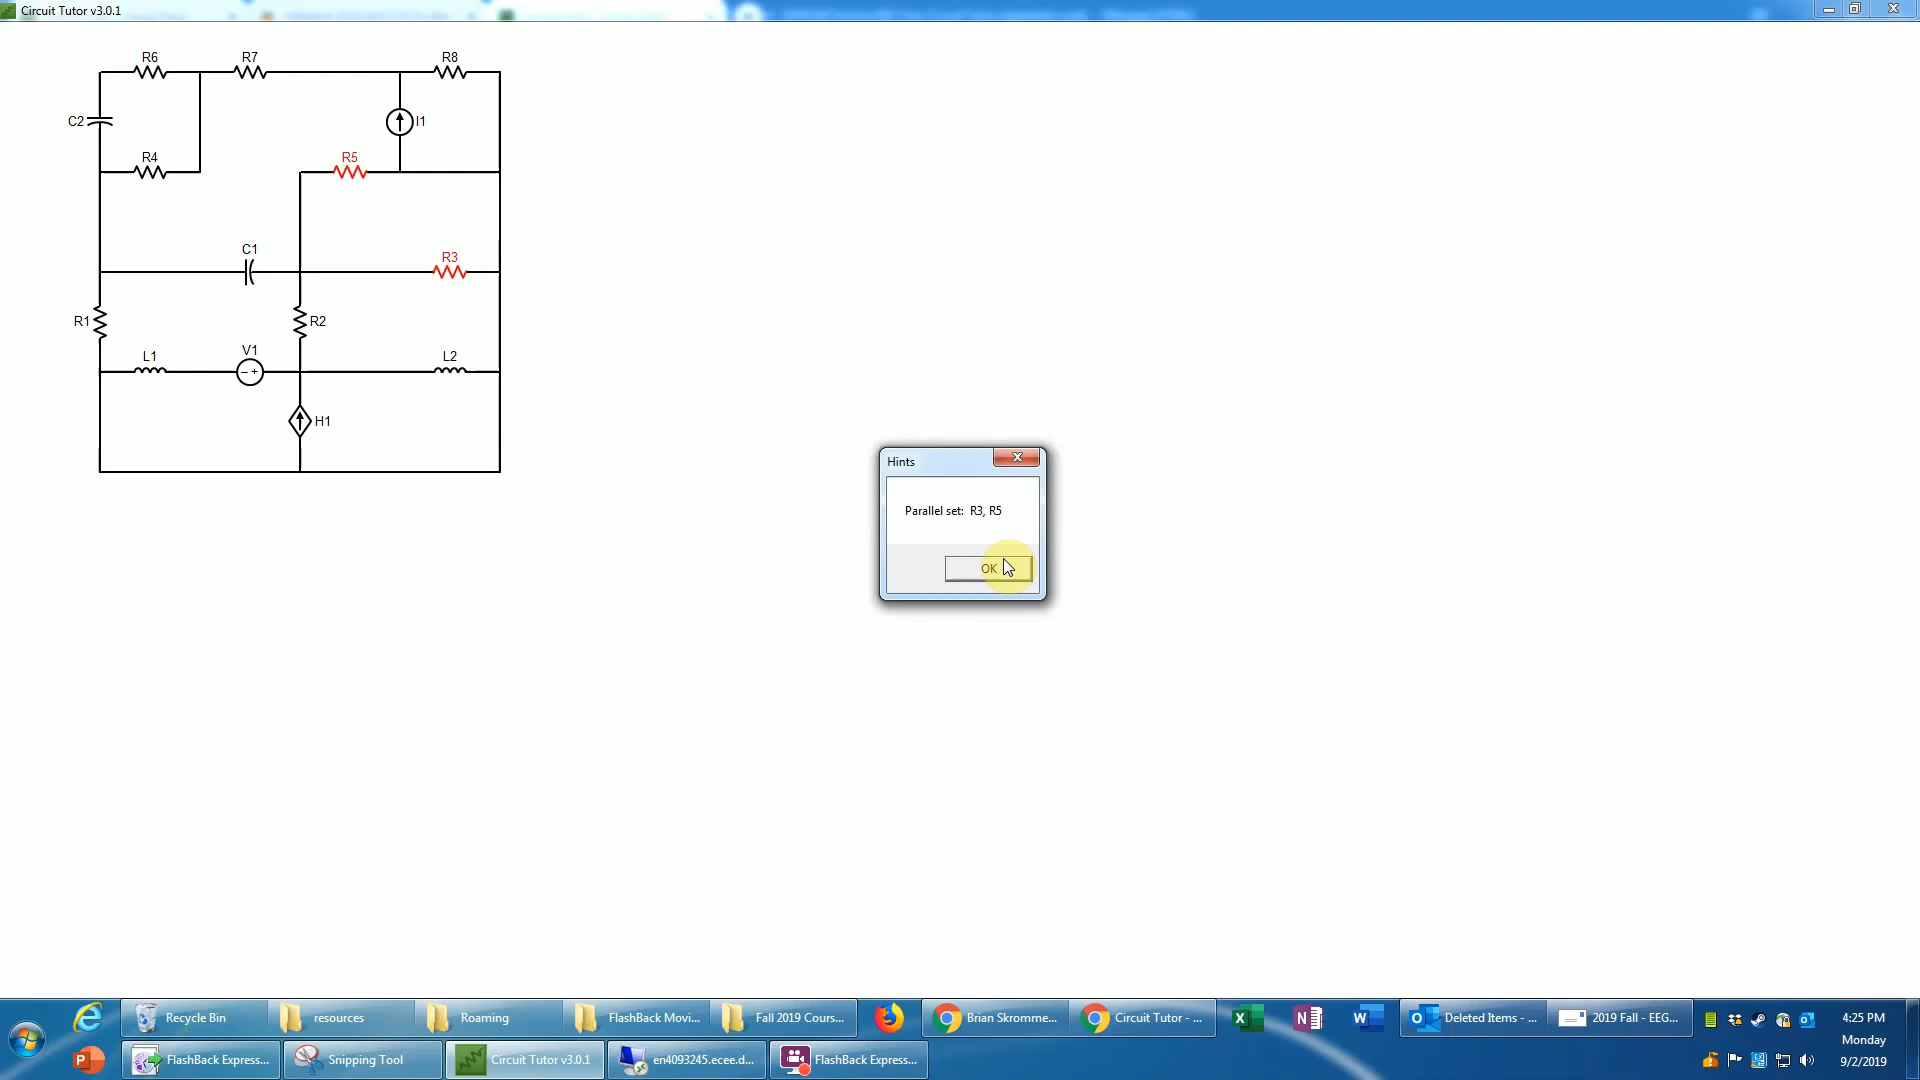 Circuit Tutor v3.0.1
R6
R7
R8
C2
I1
R4
R5
C1
R3
R1
R2
L1
V1
L2
− +
H1
Hints
Parallel set: R3, R5
OK
Recycle Bin
resources
Roaming
FlashBack Movi...
Fall 2019 Cours...
Brian Skromme...
Circuit Tutor - ...
Deleted Items - ...
2019 Fall - EEG...
4:25 PM
Monday
9/2/2019
FlashBack Express...
Snipping Tool
Circuit Tutor v3.0.1
en4093245.ecee.d...
FlashBack Express...